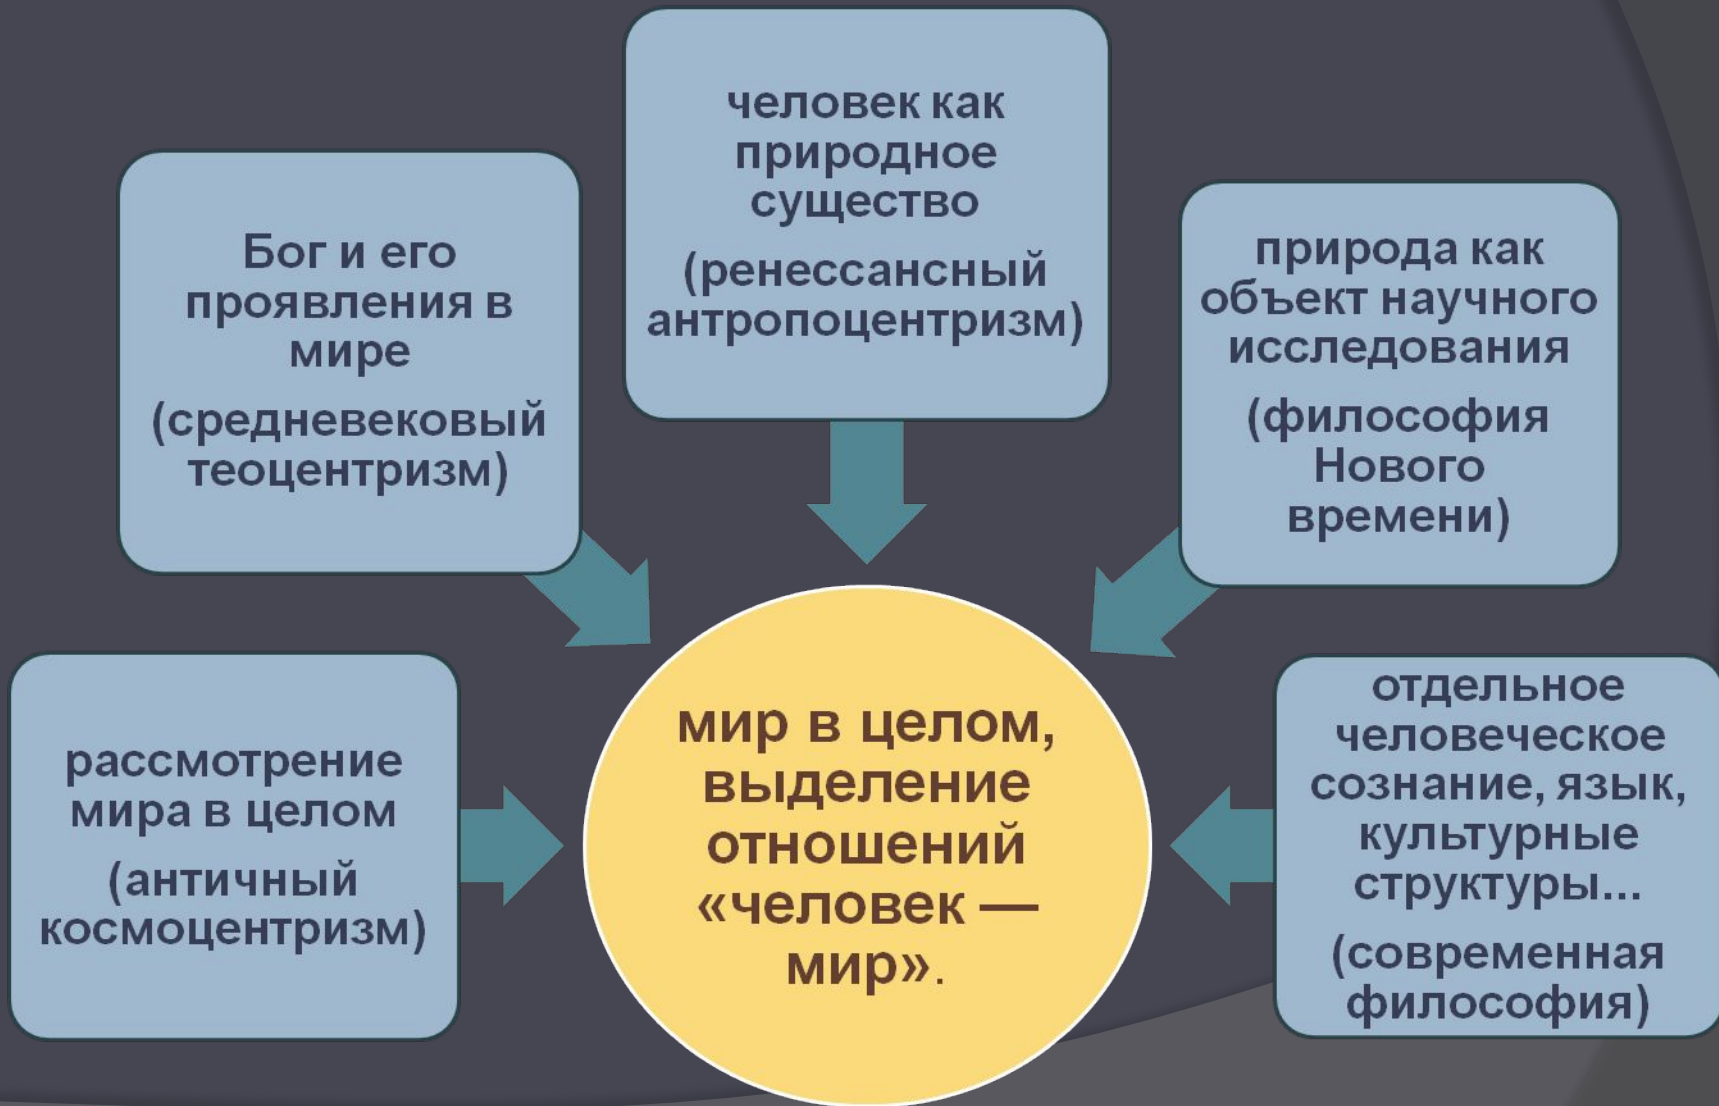 рассмотрение
мира в целом
(античный
космоцентризм)
Бог и его
проявления в
мире
(средневековый
теоцентризм)
человек как
природное
существо
(ренессансный
антропоцентризм)
природа как
объект научного
исследования
(философия
Нового
времени)
отдельное
человеческое
сознание, язык,
культурные
структуры...
(современная
философия)
мир в целом,
выделение
отношений
«человек —
мир».